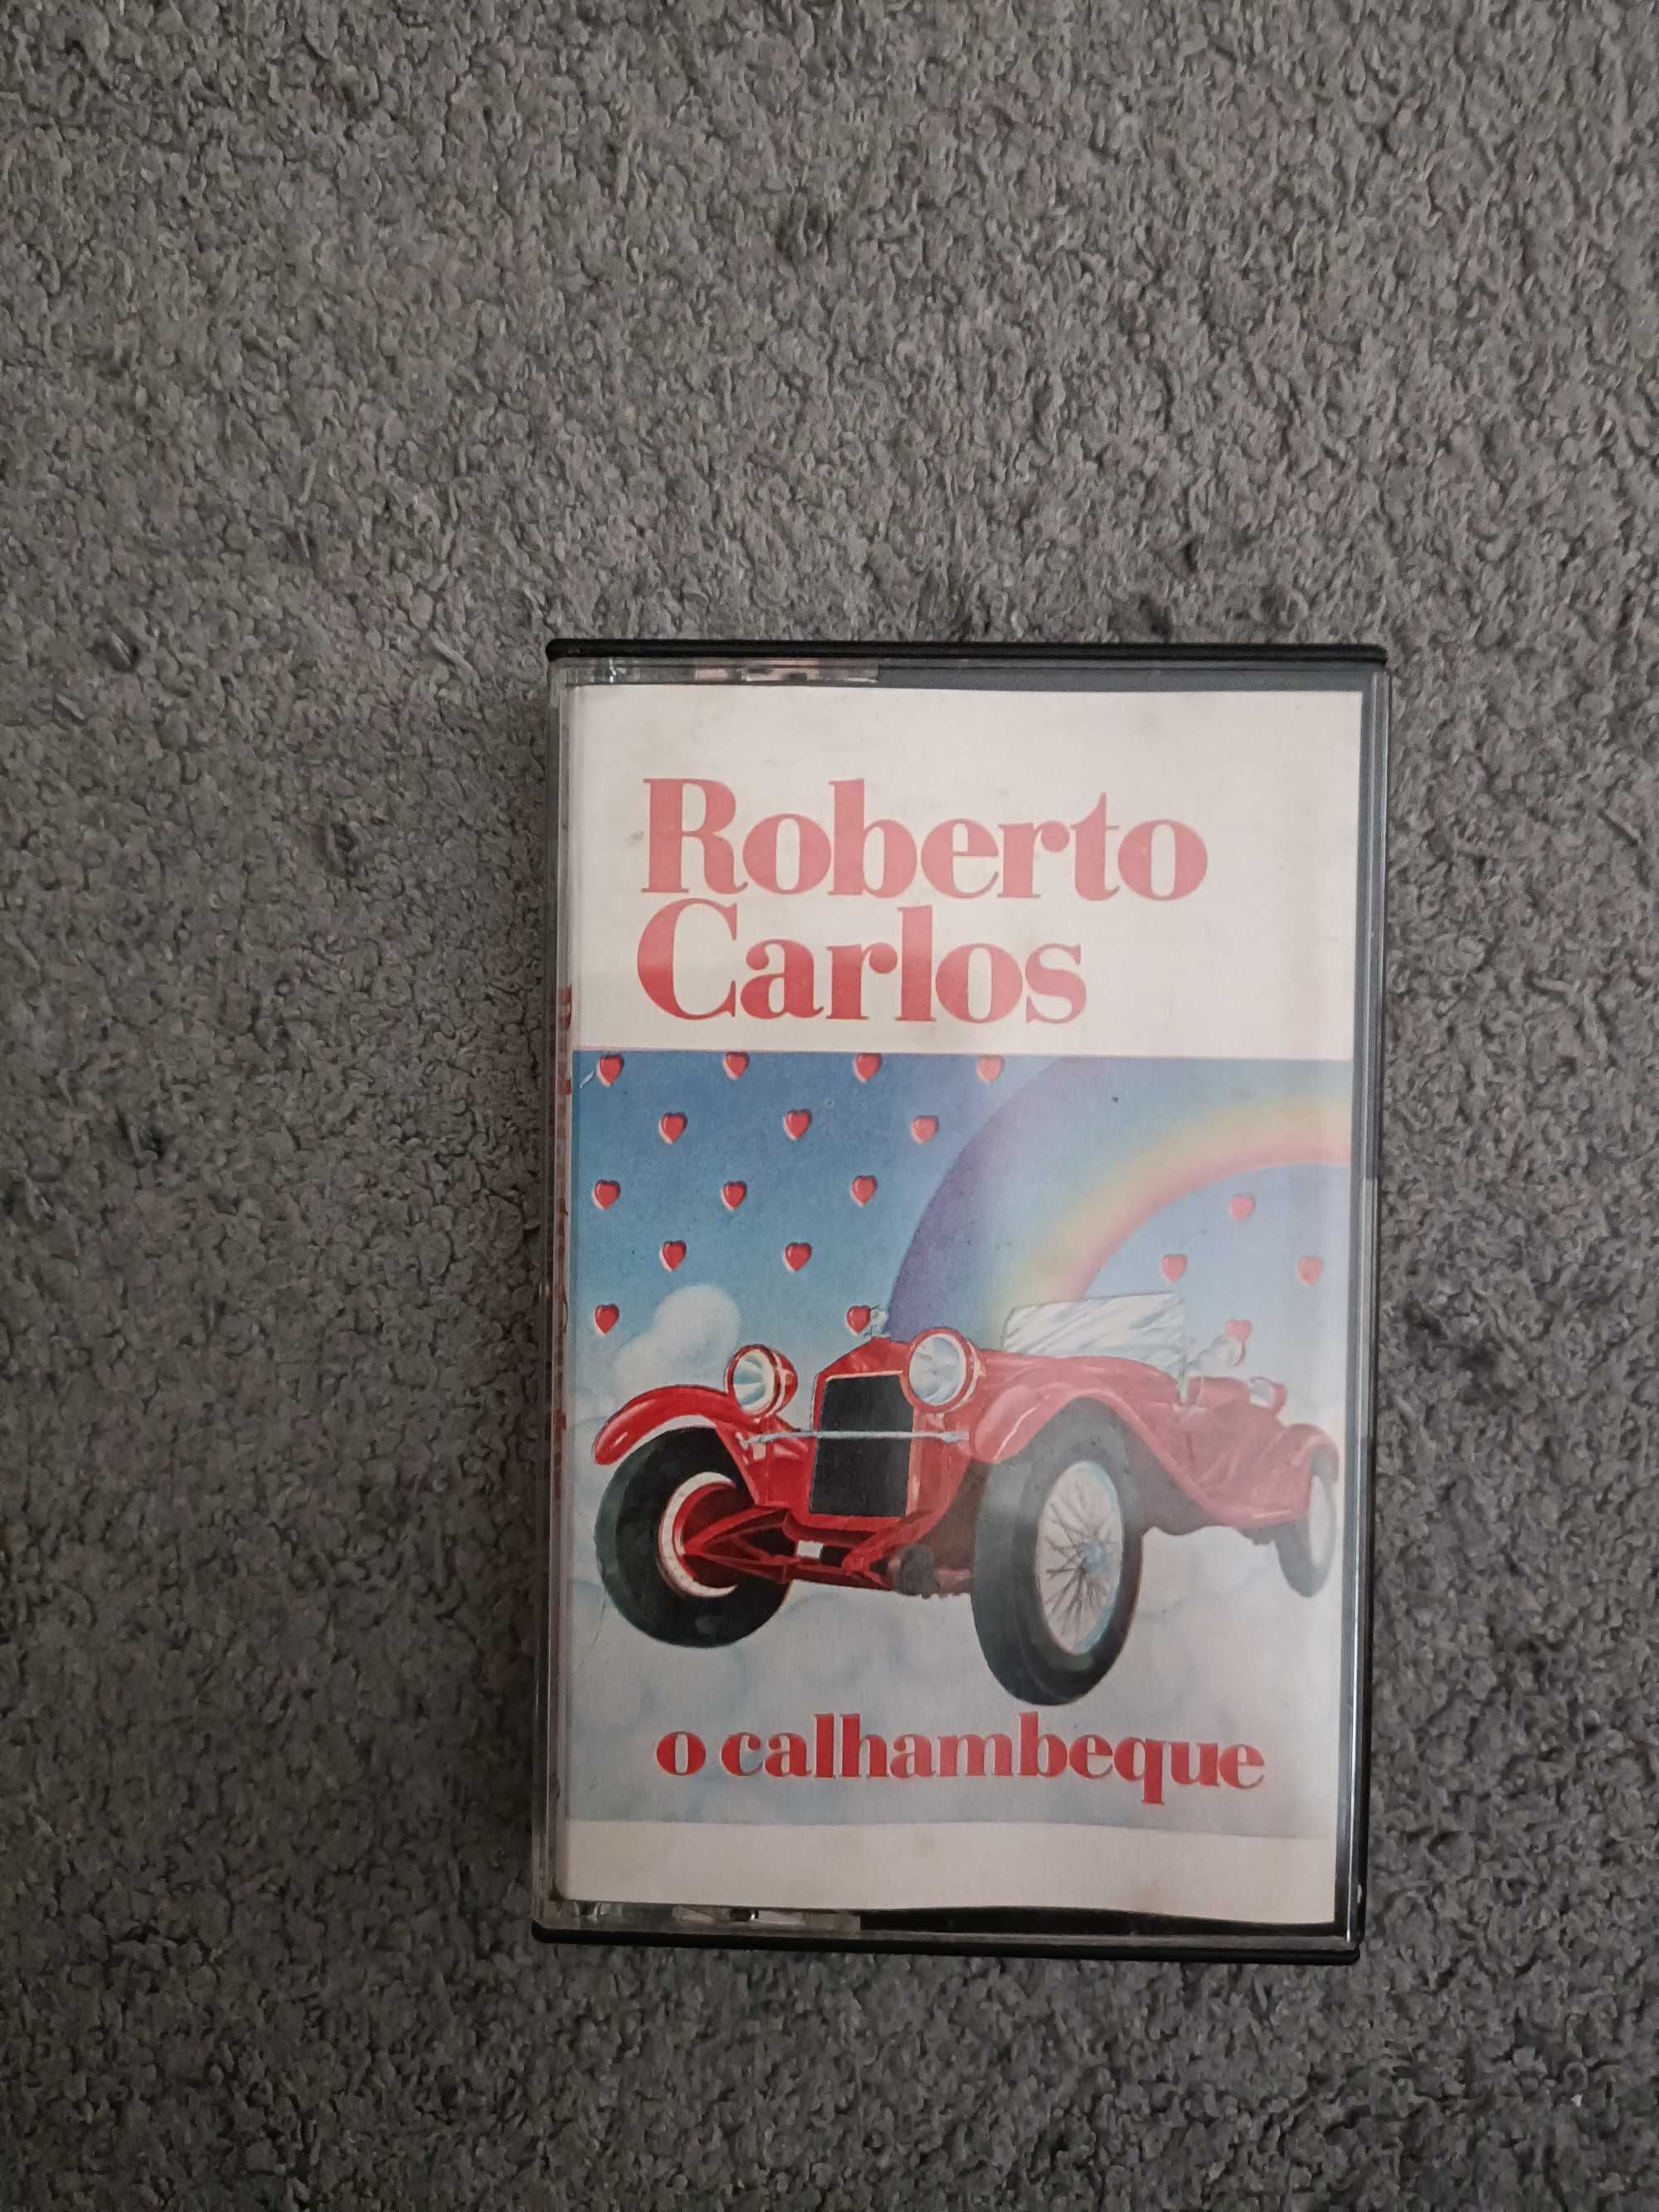 Roberto
Carlos
o calhambeque